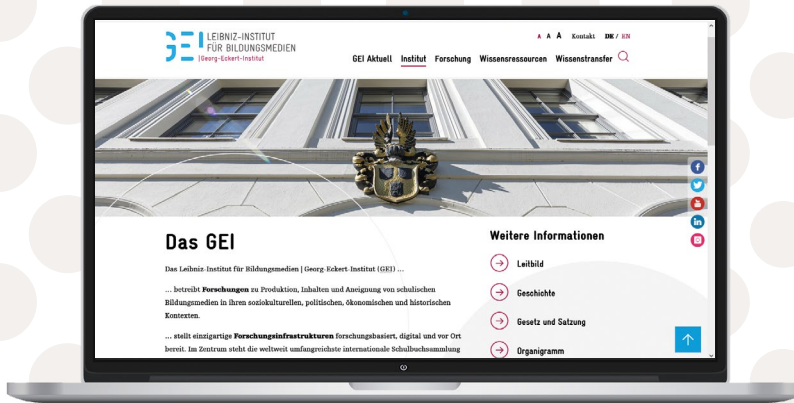 GEI LEIBNIZ-INSTITUT
FÜR BILDUNGSMEDIEN
|Georg-Eckert-Institut
A A A Kontakt DE / EN
GEI Aktuell Institut Forschung Wissensressourcen Wissenstransfer
Das GEI
Das Leibniz-Institut für Bildungsmedien | Georg-Eckert-Institut (GEI) ...
... betreibt Forschungen zu Produktion, Inhalten und Aneignung von schulischen
Bildungsmedien in ihren soziokulturellen, politischen, ökonomischen und historischen
Kontexten.
... stellt einzigartige Forschungsinfrastrukturen forschungsbasiert, digital und vor Ort
bereit. Im Zentrum steht die weltweit umfangreichste internationale Schulbuchsammlung
Weitere Informationen
Leitbild
Geschichte
Gesetz und Satzung
Organigramm